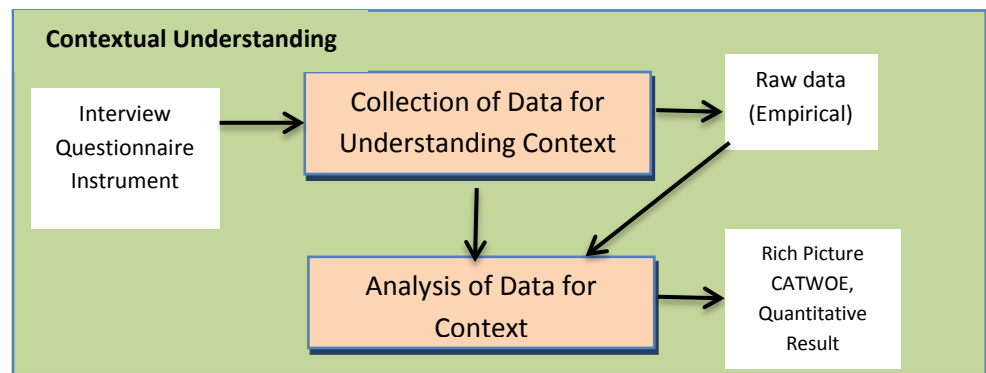 Contextual Understanding
Interview
Questionnaire
Instrument
Collection of Data for
Understanding Context
Raw data
(Empirical)
Analysis of Data for
Context
Rich Picture
CATWOE,
Quantitative
Result